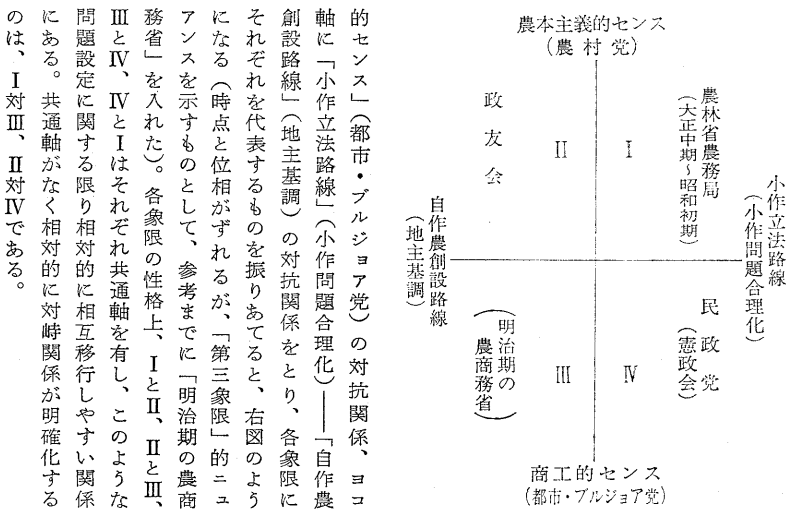 農本主義的センス
(農村党)
小作立法路線
(小作問題合理化)
農林省農務局
(大正中期~昭和初期)
Ⅰ
Ⅱ
政友会
自作農創設路線
(地主基調)
民政党
(憲政会)
Ⅳ
Ⅲ
(明治期の
農商務省)
商工的センス
(都市・ブルジョア党)
的センス」(都市・ブルジョア党)の対抗関係、ヨコ
軸に「小作立法路線」(小作問題合理化)――「自作農
創設路線」(地主基調)の対抗関係をとり、各象限に
それぞれを代表するものを振りあてると、右図のよう
になる(時点と位相がずれるが、「第三象限」的ニュ
アンスを示すものとして、参考までに「明治期の農商
務省」を入れた)。各象限の性格上、ⅠとⅡ、ⅡとⅢ、
ⅢとⅣ、ⅣとⅠはそれぞれ共通軸を有し、このような
問題設定に関する限り相対的に相互移行しやすい関係
にある。共通軸がなく相対的に対峙関係が明確化する
のは、Ⅰ対Ⅲ、Ⅱ対Ⅳである。